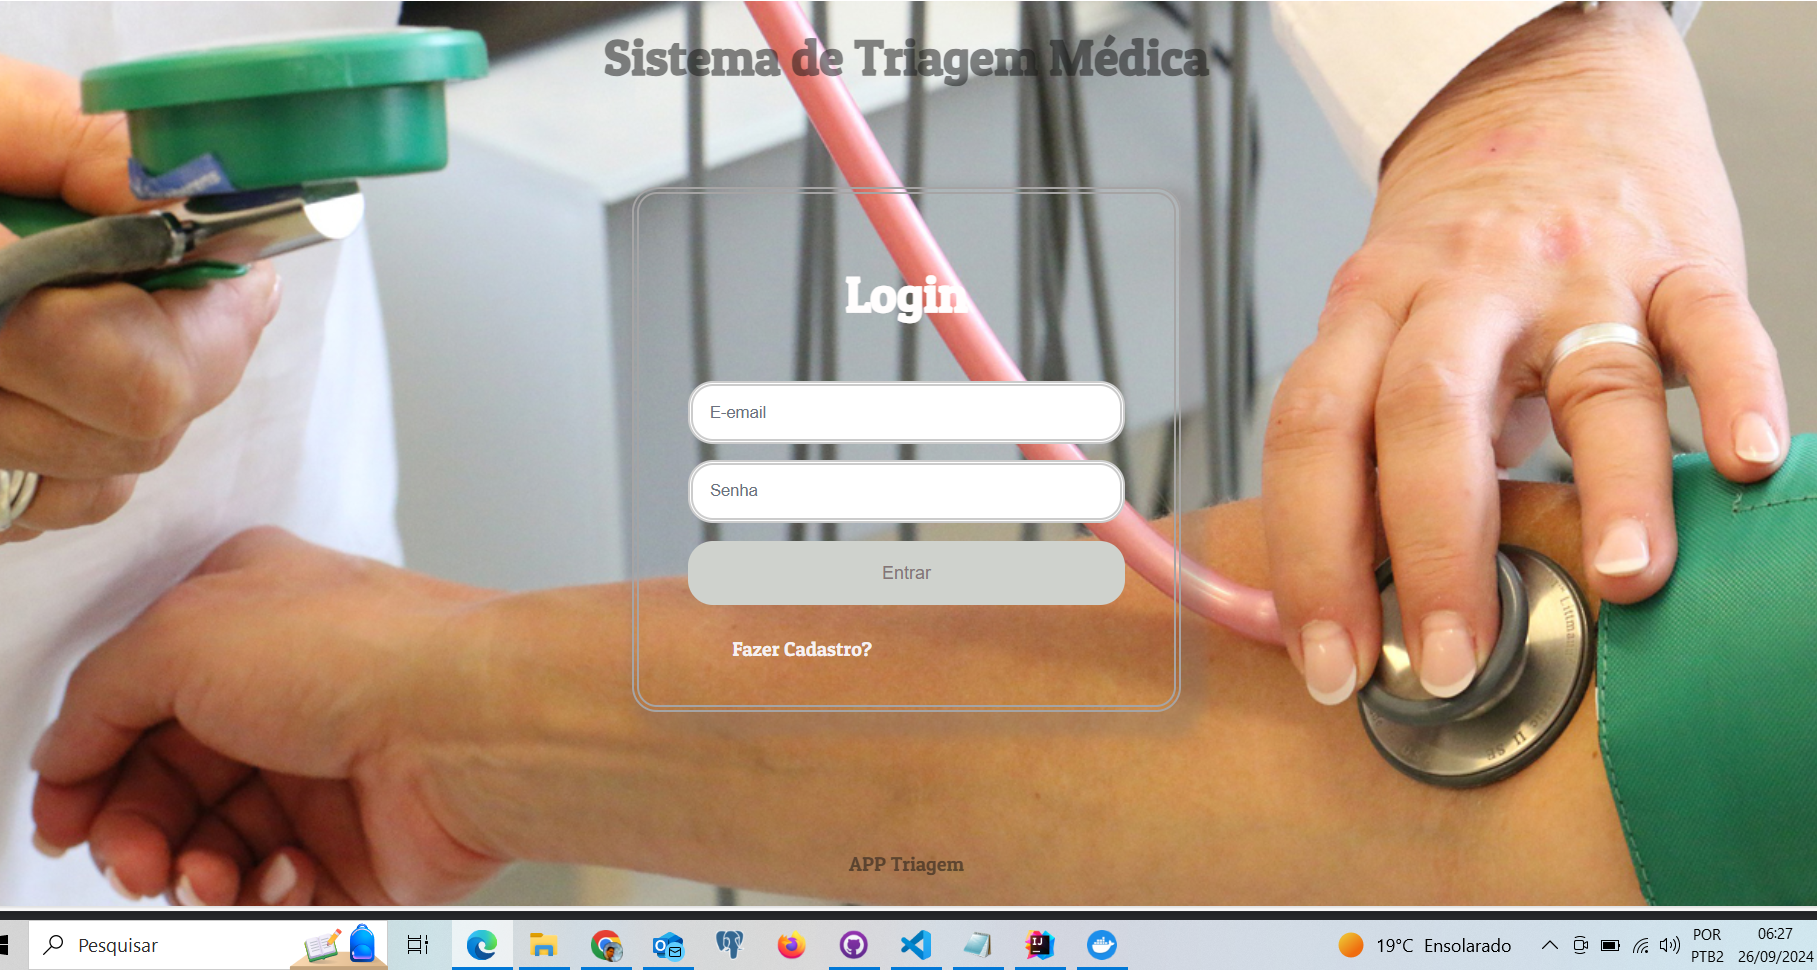 Sistema de Triagem Médica
Login
E-email
Senha
Entrar
Fazer Cadastro?
APP Triagem
Pesquisar
19°C Ensolarado
POR
PTB2
06:27
26/09/2024